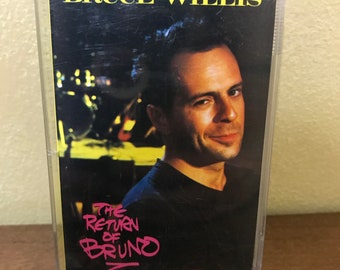 BRUCE WILLIS
THE
RETURN
OF
BRUNO